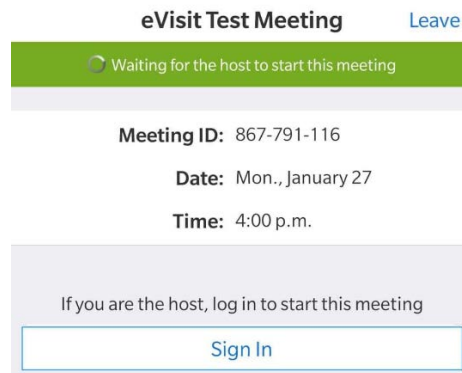 eVisit Test Meeting Leave
Waiting for the host to start this meeting
Meeting ID: 867-791-116
Date: Mon., January 27
Time: 4:00 p.m.
If you are the host, log in to start this meeting
Sign In